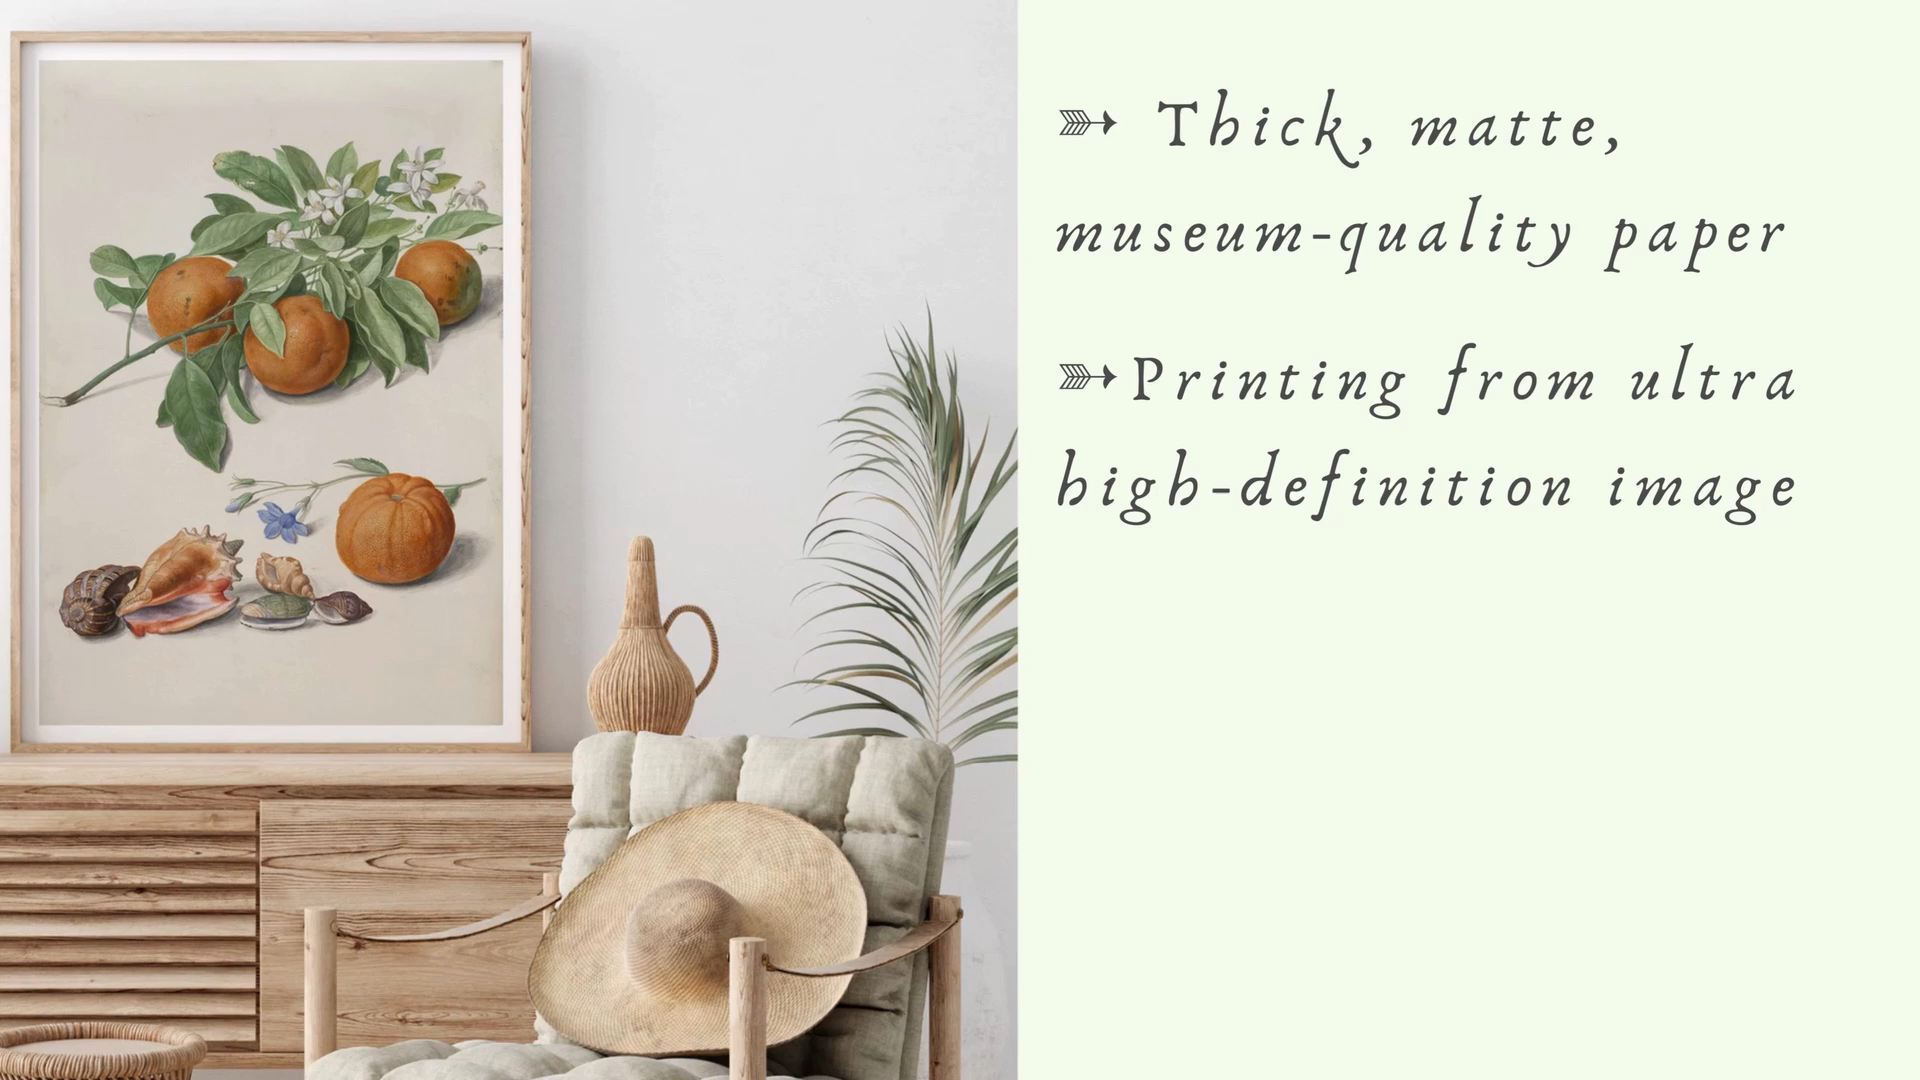 ➳ Thick, matte,
museum-quality paper
➳Printing from ultra
high-definition image